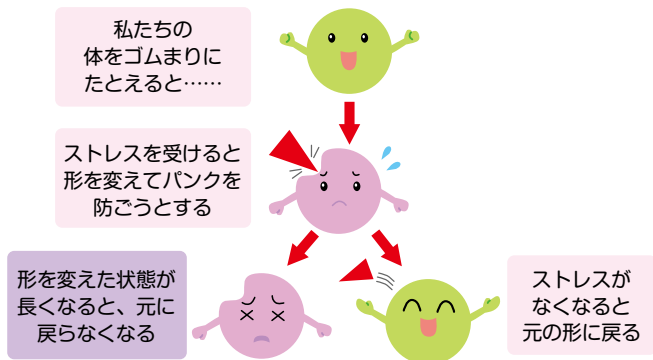 私たちの
体をゴムまりに
たとえると……
ストレスを受けると
形を変えてパンクを
防ごうとする
形を変えた状態が
長くなると、元に
戻らなくなる
ストレスが
なくなると
元の形に戻る